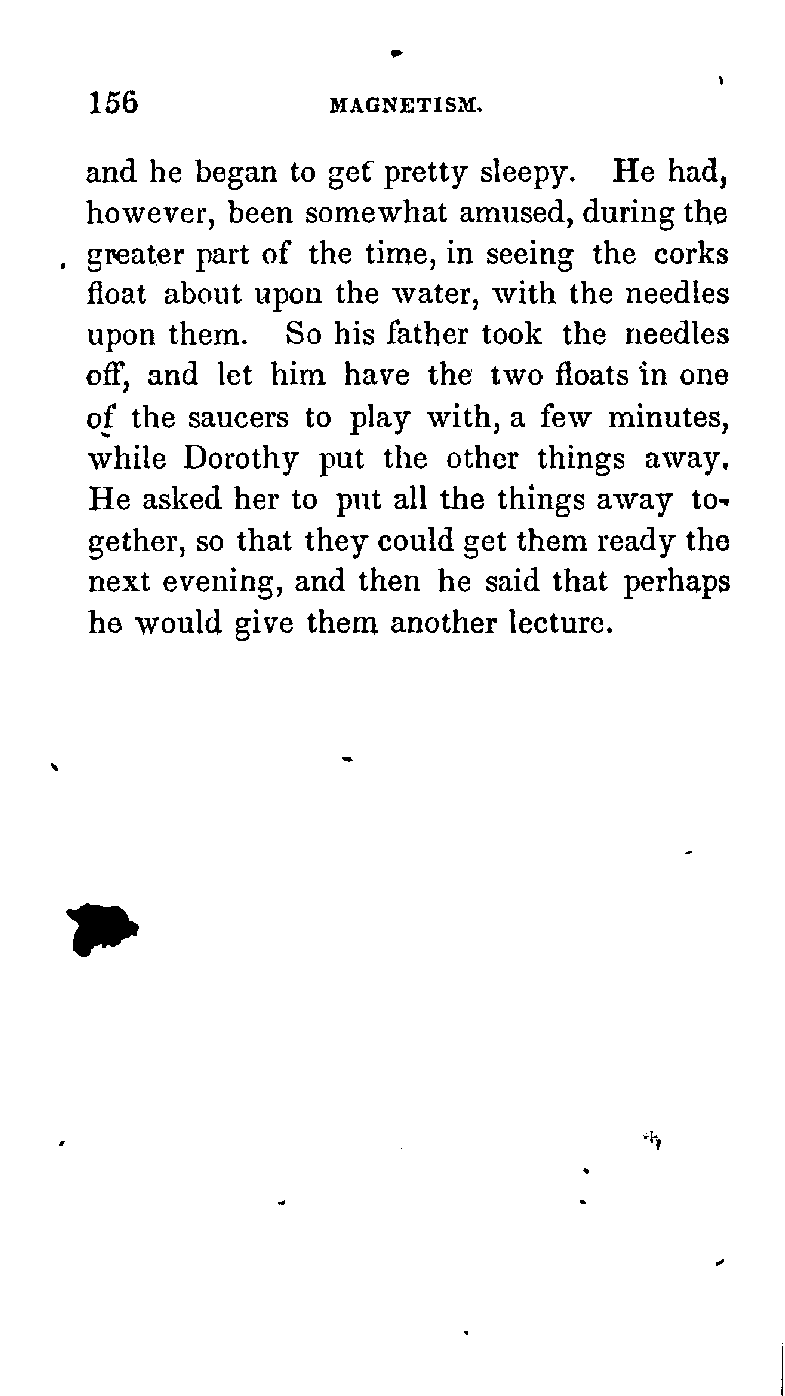 156 MAGNETISM.
and he began to get pretty sleepy. He had,
however, been somewhat amused, during the
greater part of the time, in seeing the corks
float about upon the water, with the needles
upon them. So his father took the needles
off, and let him have the two floats in one
of the saucers to play with, a few minutes,
while Dorothy put the other things away.
He asked her to put all the things away to-
gether, so that they could get them ready the
next evening, and then he said that perhaps
he would give them another lecture.